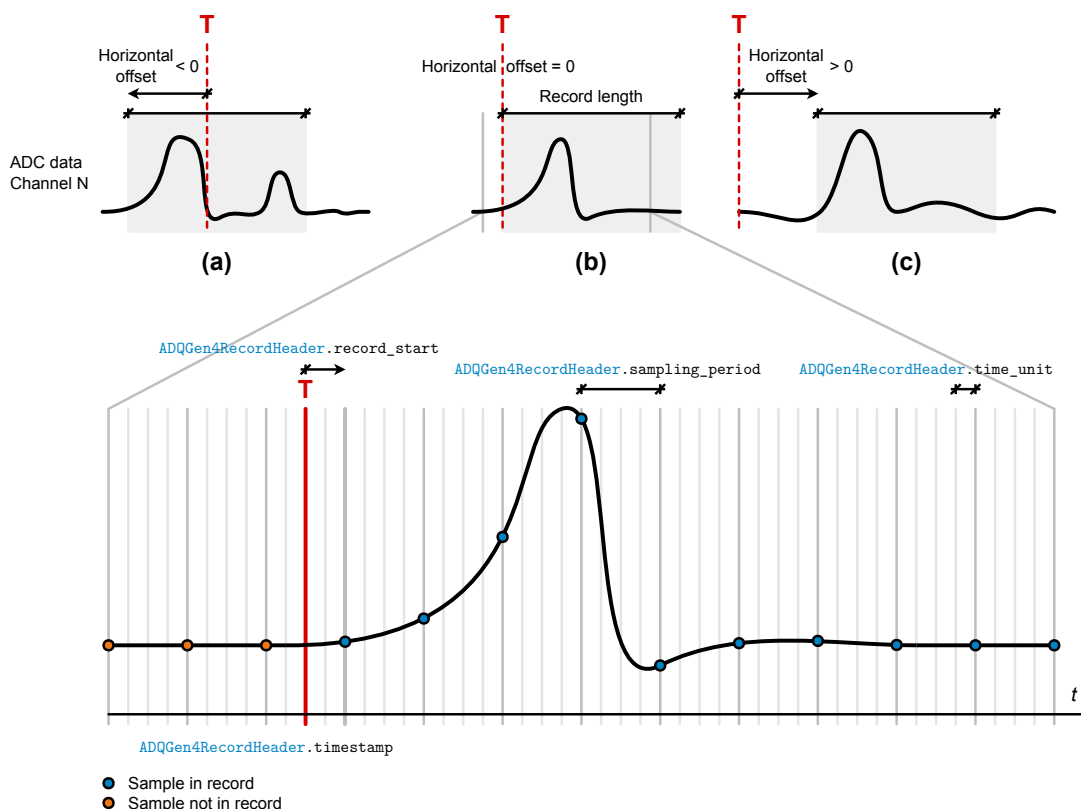 T
T
T
Horizontal
offset
< 0
Horizontal offset = 0
Horizontal
offset
> 0
Record length
ADC data
Channel N
(a)
(b)
(c)
ADQGen4RecordHeader.record_start
ADQGen4RecordHeader.sampling_period
ADQGen4RecordHeader.time_unit
T
t
ADQGen4RecordHeader.timestamp
Sample in record
Sample not in record